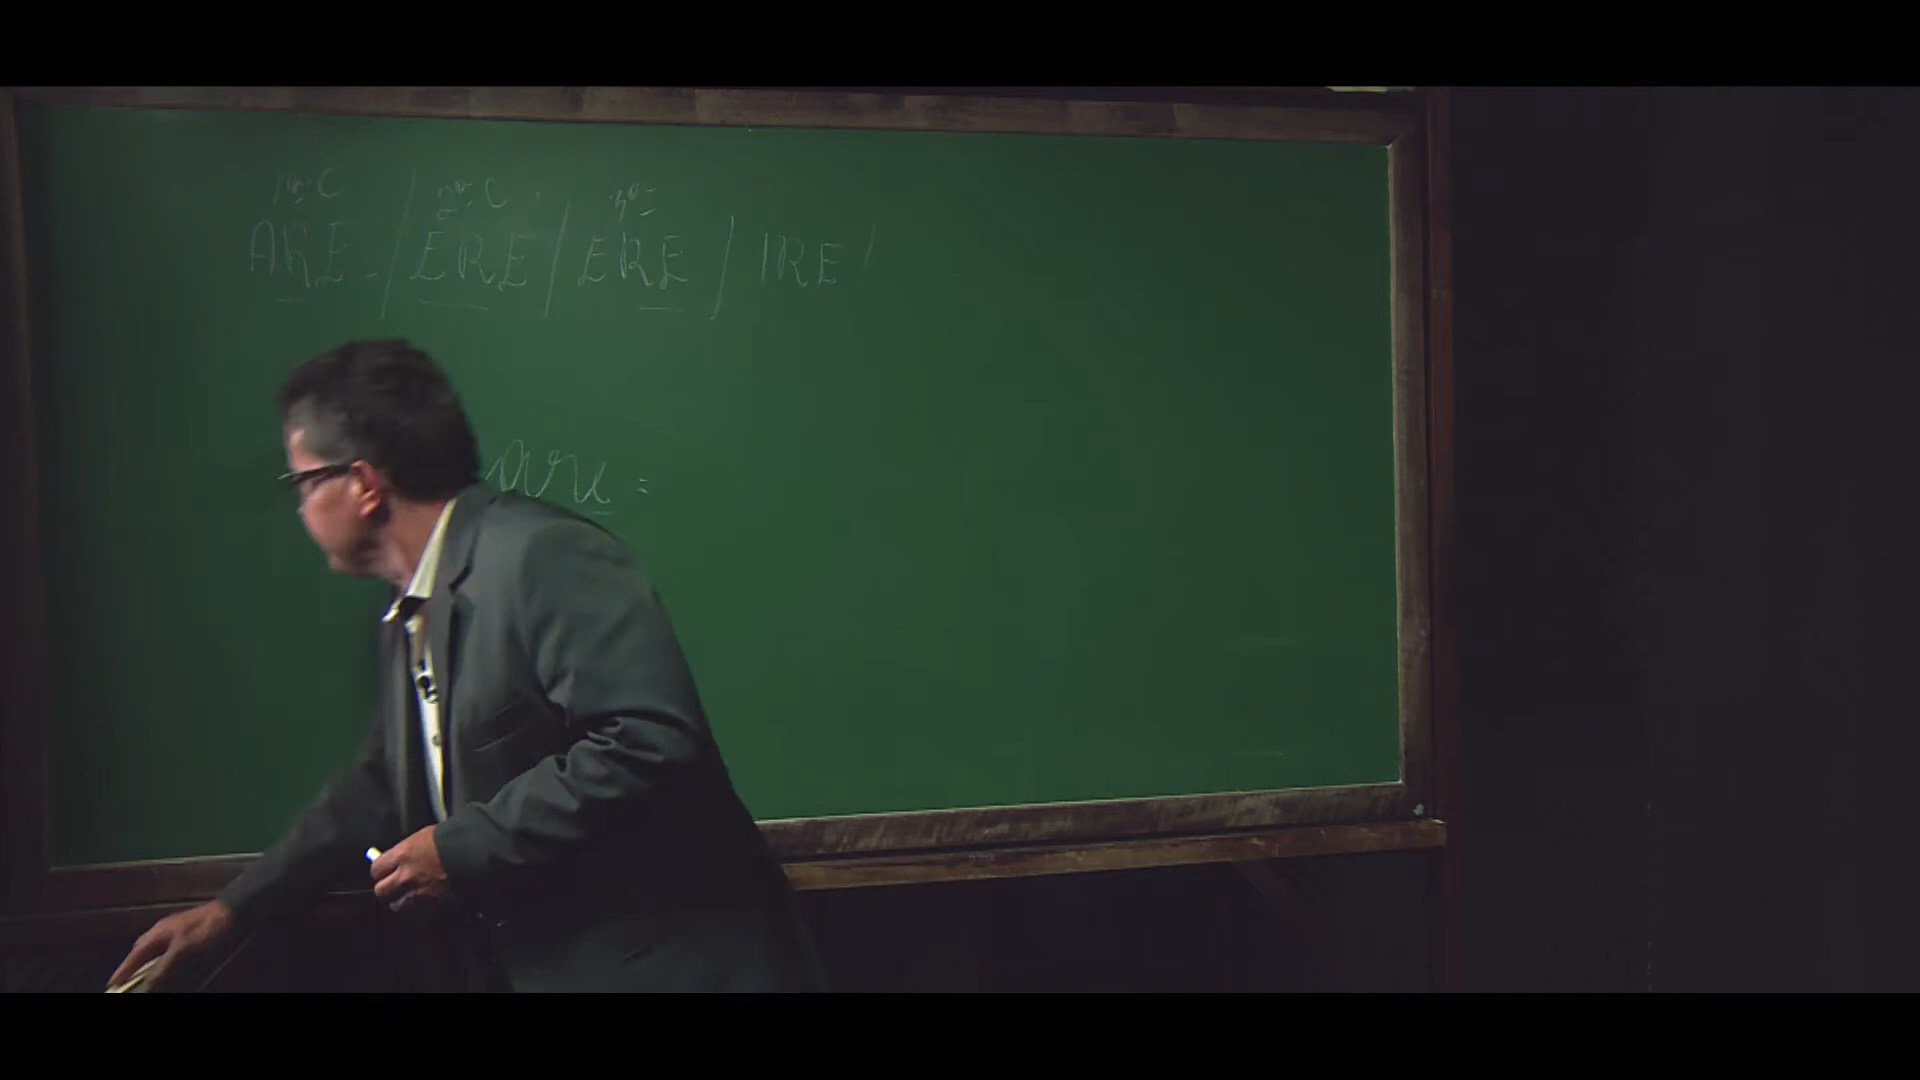 1ª C / 2ª C. 3ª
ARE - / ERE / ERE / IRE /
are =